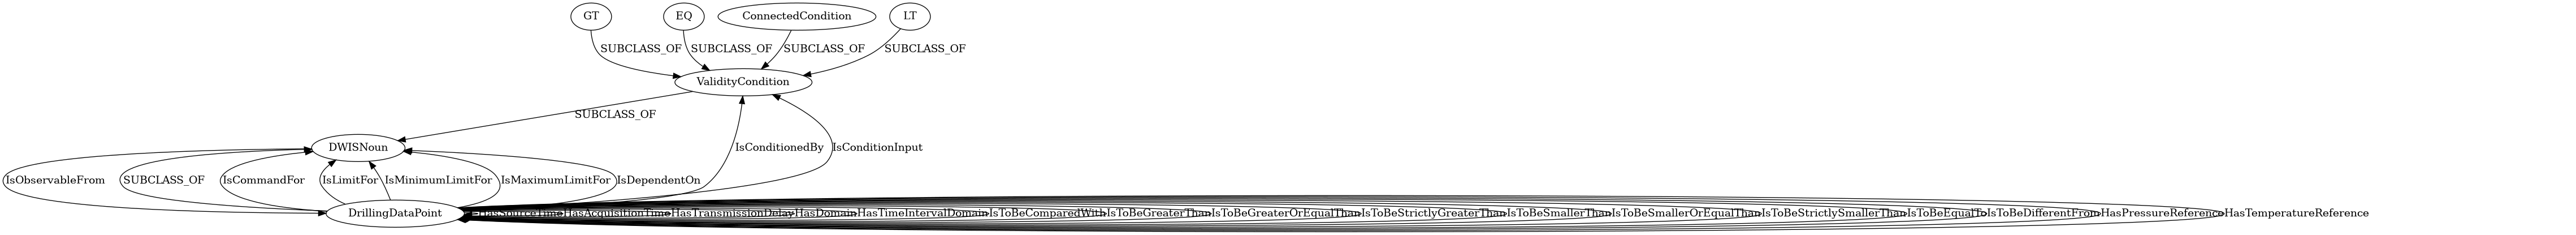 GT
EQ
ConnectedCondition
LT
SUBCLASS_OF
SUBCLASS_OF
SUBCLASS_OF
SUBCLASS_OF
ValidityCondition
SUBCLASS_OF
DWISNoun
IsConditionedBy
IsConditionInput
IsObservableFrom
SUBCLASS_OF
IsCommandFor
IsLimitFor
IsMinimumLimitFor
IsMaximumLimitFor
IsDependentOn
DrillingDataPoint
HasSourceTime
HasAcquisitionTime
HasTransmissionDelay
HasDomain
HasTimeIntervalDomain
IsToBeComparedWith
IsToBeGreaterThan
IsToBeGreaterOrEqualThan
IsToBeStrictlyGreaterThan
IsToBeSmallerThan
IsToBeSmallerOrEqualThan
IsToBeStrictlySmallerThan
IsToBeEqualTo
IsToBeDifferentFrom
HasPressureReference
HasTemperatureReference